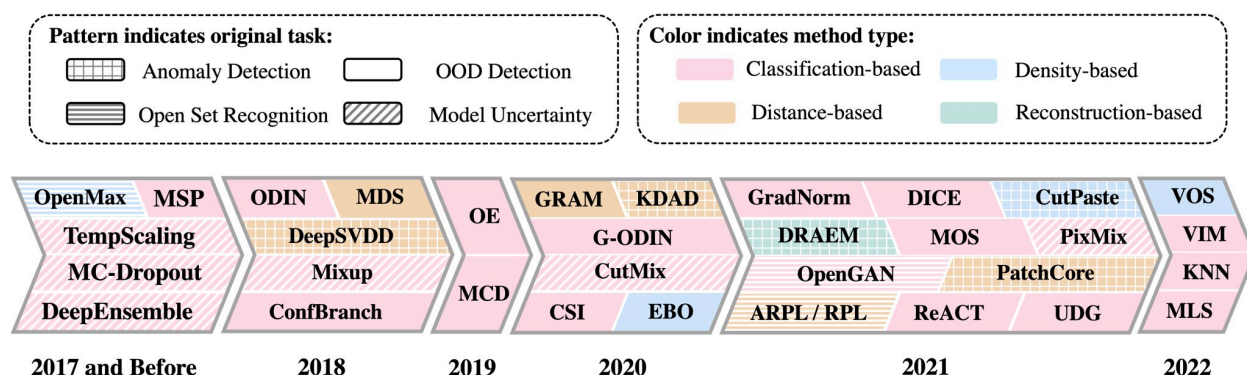 Pattern indicates original task:
Anomaly Detection
OOD Detection
Open Set Recognition
Model Uncertainty
Color indicates method type:
Classification-based
Density-based
Distance-based
Reconstruction-based
OpenMax
MSP
TempScaling
MC-Dropout
DeepEnsemble
2017 and Before
ODIN
MDS
DeepSVDD
Mixup
ConfBranch
2018
OE
MCD
2019
GRAM
KDAD
G-ODIN
CutMix
CSI
EBO
2020
GradNorm
DICE
CutPaste
DRAEM
MOS
PixMix
OpenGAN
PatchCore
ARPL / RPL
ReACT
UDG
2021
VOS
VIM
KNN
MLS
2022